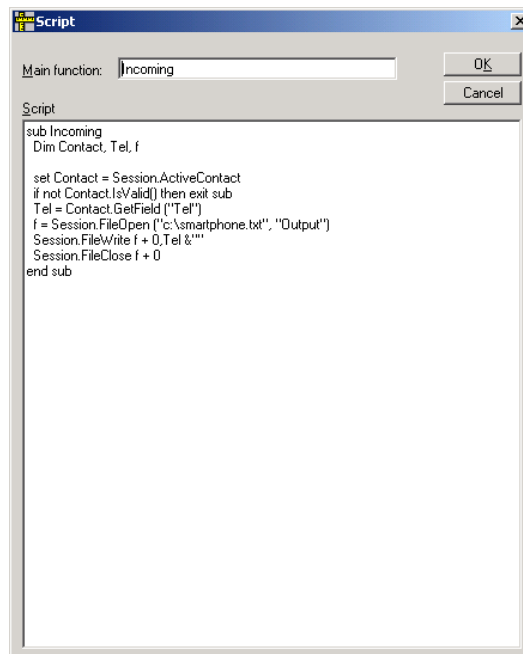 Script
Main function: Incoming
OK
Cancel
Script
sub Incoming
Dim Contact, Tel, f
set Contact = Session.ActiveContact
if not Contact.IsValid() then exit sub
Tel = Contact.GetField ("Tel")
f = Session.FileOpen ("c:\smartphone.txt", "Output")
Session.FileWrite f + 0,Tel &""
Session.FileClose f + 0
end sub